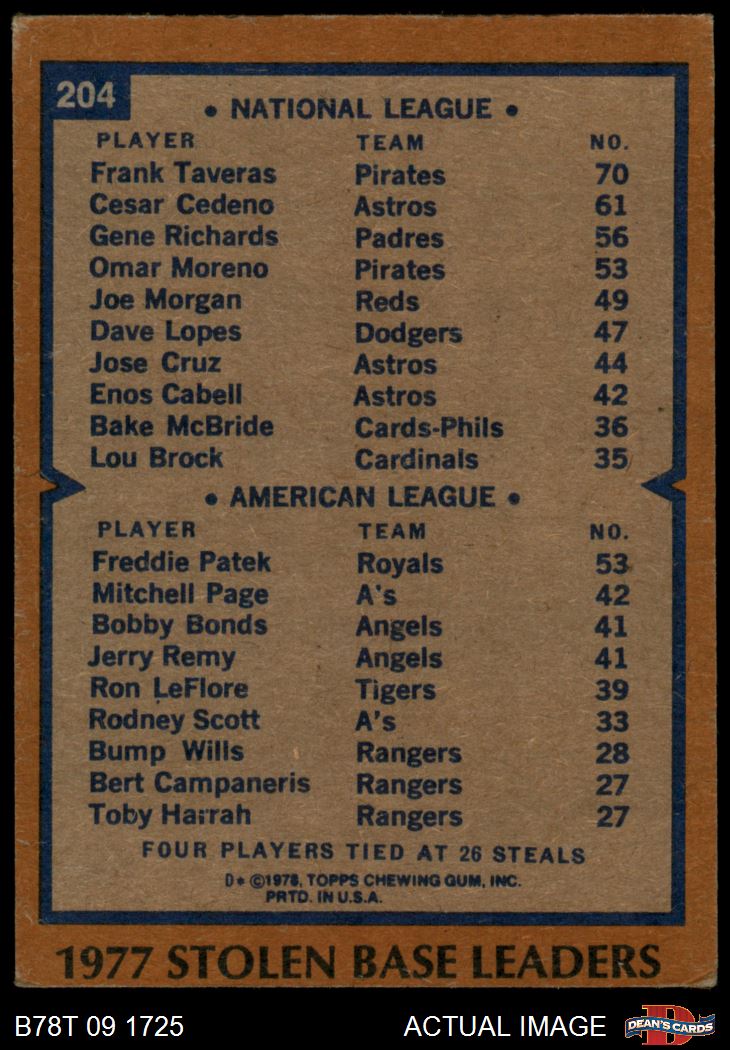 204
• NATIONAL LEAGUE •
PLAYER TEAM NO.
Frank Taveras Pirates 70
Cesar Cedeno Astros 61
Gene Richards Padres 56
Omar Moreno Pirates 53
Joe Morgan Reds 49
Dave Lopes Dodgers 47
Jose Cruz Astros 44
Enos Cabell Astros 42
Bake McBride Cards-Phils 36
Lou Brock Cardinals 35
• AMERICAN LEAGUE •
PLAYER TEAM NO.
Freddie Patek Royals 53
Mitchell Page A's 42
Bobby Bonds Angels 41
Jerry Remy Angels 41
Ron LeFlore Tigers 39
Rodney Scott A's 33
Bump Wills Rangers 28
Bert Campaneris Rangers 27
Toby Harrah Rangers 27
FOUR PLAYERS TIED AT 26 STEALS
D* ©1978, TOPPS CHEWING GUM, INC.
PRTD. IN U.S.A.
1977 STOLEN BASE LEADERS
B78T 09 1725 ACTUAL IMAGE D DEAN'S CARDS